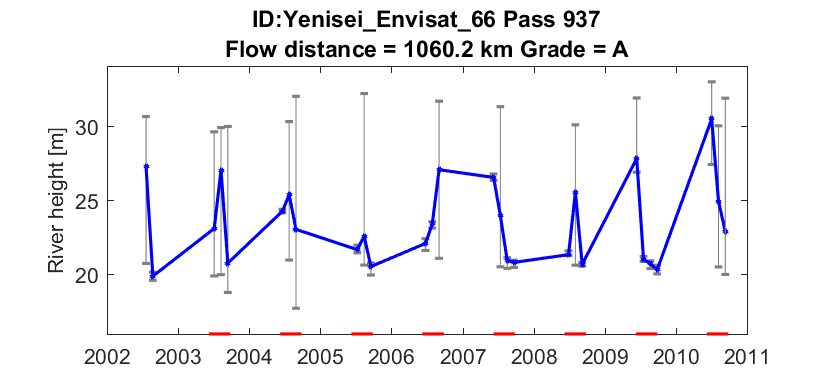 ID:Yenisei_Envisat_66 Pass 937
Flow distance = 1060.2 km Grade = A
River height [m]
30
25
20
2002 2003 2004 2005 2006 2007 2008 2009 2010 2011